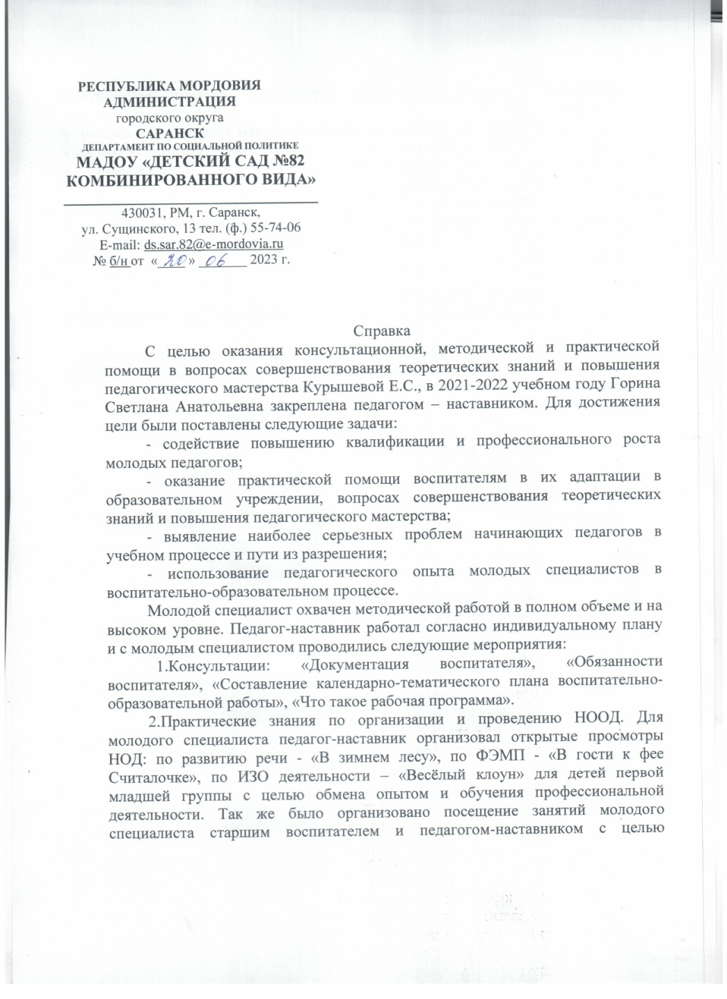 РЕСПУБЛИКА МОРДОВИЯ
АДМИНИСТРАЦИЯ
городского округа
САРАНСК
ДЕПАРТАМЕНТ ПО СОЦИАЛЬНОЙ ПОЛИТИКЕ
МАДОУ «ДЕТСКИЙ САД №82
КОМБИНИРОВАННОГО ВИДА»
430031, РМ, г. Саранск,
ул. Сущинского, 13 тел. (ф.) 55-74-06
E-mail: ds.sar.82@e-mordovia.ru
№ б/н от «20» 06 2023 г.
Справка
С целью оказания консультационной, методической и практической
помощи в вопросах совершенствования теоретических знаний и повышения
педагогического мастерства Курышевой Е.С., в 2021-2022 учебном году Горина
Светлана Анатольевна закреплена педагогом – наставником. Для достижения
цели были поставлены следующие задачи:
- содействие повышению квалификации и профессионального роста
молодых педагогов;
- оказание практической помощи воспитателям в их адаптации в
образовательном учреждении, вопросах совершенствования теоретических
знаний и повышения педагогического мастерства;
- выявление наиболее серьезных проблем начинающих педагогов в
учебном процессе и пути из разрешения;
- использование педагогического опыта молодых специалистов в
воспитательно-образовательном процессе.
Молодой специалист охвачен методической работой в полном объеме и на
высоком уровне. Педагог-наставник работал согласно индивидуальному плану
и с молодым специалистом проводились следующие мероприятия:
1.Консультации: «Документация воспитателя», «Обязанности
воспитателя», «Составление календарно-тематического плана воспитательно-
образовательной работы», «Что такое рабочая программа».
2.Практические знания по организации и проведению НООД. Для
молодого специалиста педагог-наставник организовал открытые просмотры
НОД: по развитию речи - «В зимнем лесу», по ФЭМП - «В гости к фее
Считалочке», по ИЗО деятельности – «Весёлый клоун» для детей первой
младшей группы с целью обмена опытом и обучения профессиональной
деятельности. Так же было организовано посещение занятий молодого
специалиста старшим воспитателем и педагогом-наставником с целью